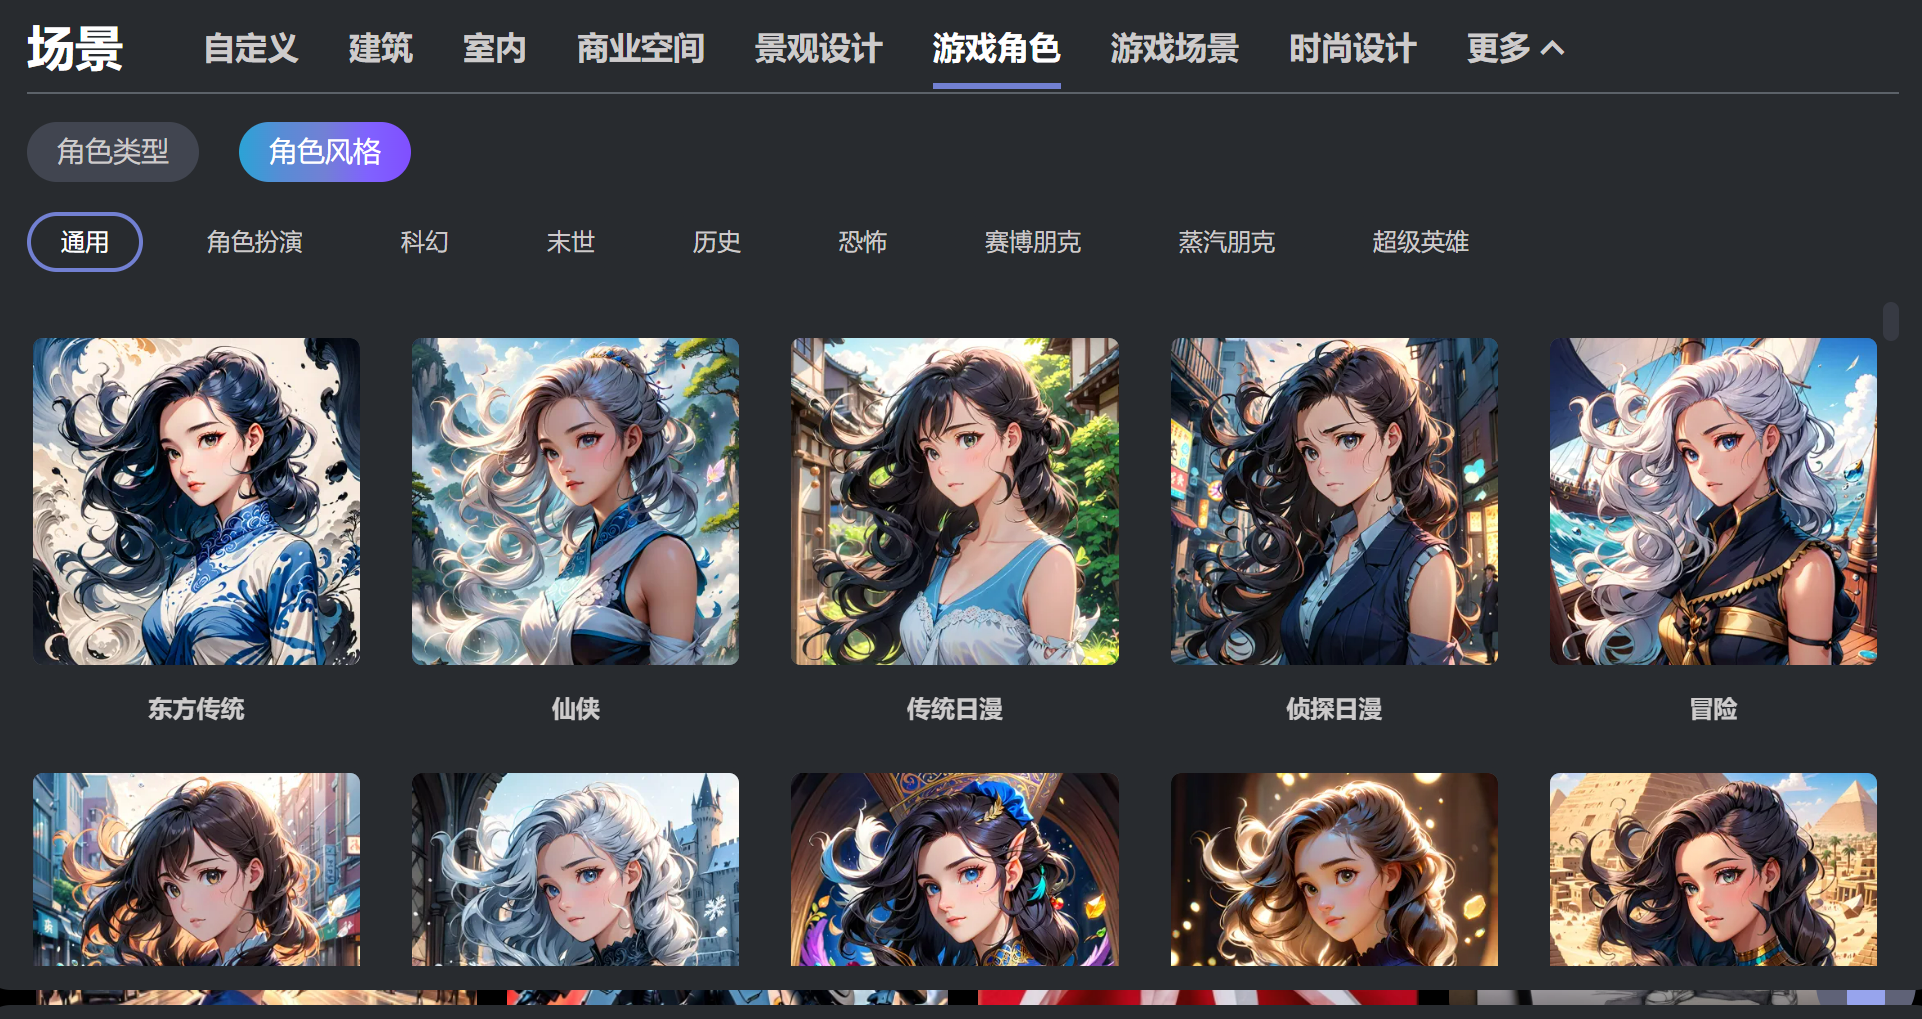 场景 自定义 建筑 室内 商业空间 景观设计 游戏角色 游戏场景 时尚设计 更多
角色类型 角色风格
通用 角色扮演 科幻 末世 历史 恐怖 赛博朋克 蒸汽朋克 超级英雄
东方传统 仙侠 传统日漫 侦探日漫 冒险